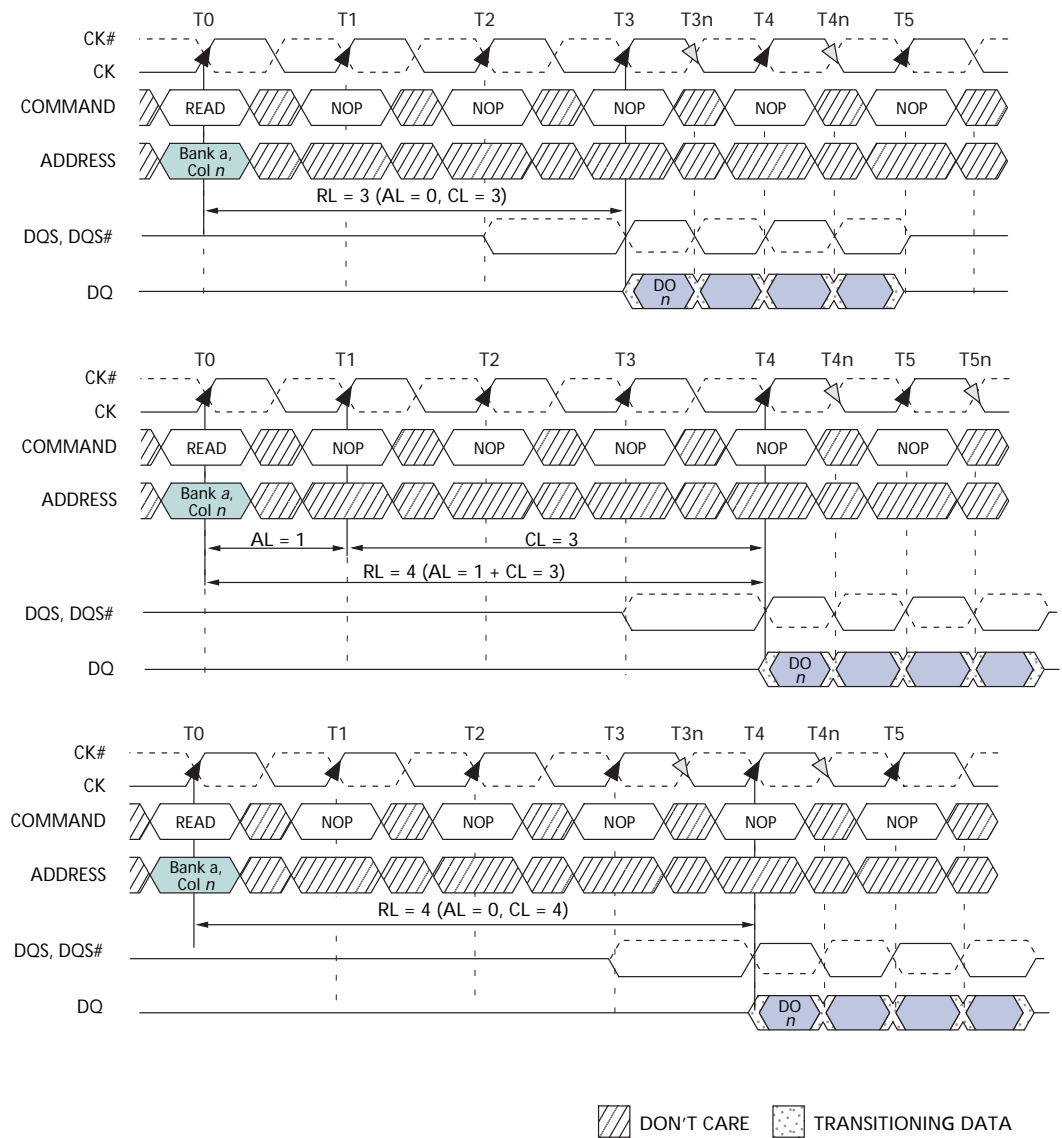 T0 T1 T2 T3 T3n T4 T4n T5
CK#
CK
COMMAND READ NOP NOP NOP NOP NOP
ADDRESS Bank a,
Col n
RL = 3 (AL = 0, CL = 3)
DQS, DQS#
DQ DO
n
T0 T1 T2 T3 T4 T4n T5 T5n
CK#
CK
COMMAND READ NOP NOP NOP NOP NOP
ADDRESS Bank a,
Col n
AL = 1 CL = 3
RL = 4 (AL = 1 + CL = 3)
DQS, DQS#
DQ DO
n
T0 T1 T2 T3 T3n T4 T4n T5
CK#
CK
COMMAND READ NOP NOP NOP NOP NOP
ADDRESS Bank a,
Col n
RL = 4 (AL = 0, CL = 4)
DQS, DQS#
DQ DO
n
DON'T CARE TRANSITIONING DATA